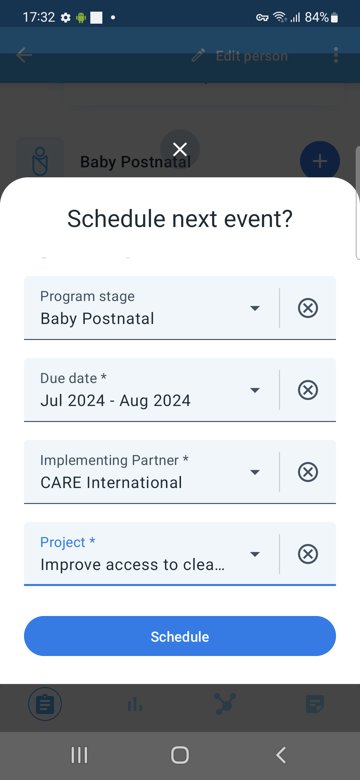 17:32
84%
Edit person
Baby Postnatal
Schedule next event?
Program stage
Baby Postnatal
Due date *
Jul 2024 - Aug 2024
Implementing Partner *
CARE International
Project *
Improve access to clea...
Schedule